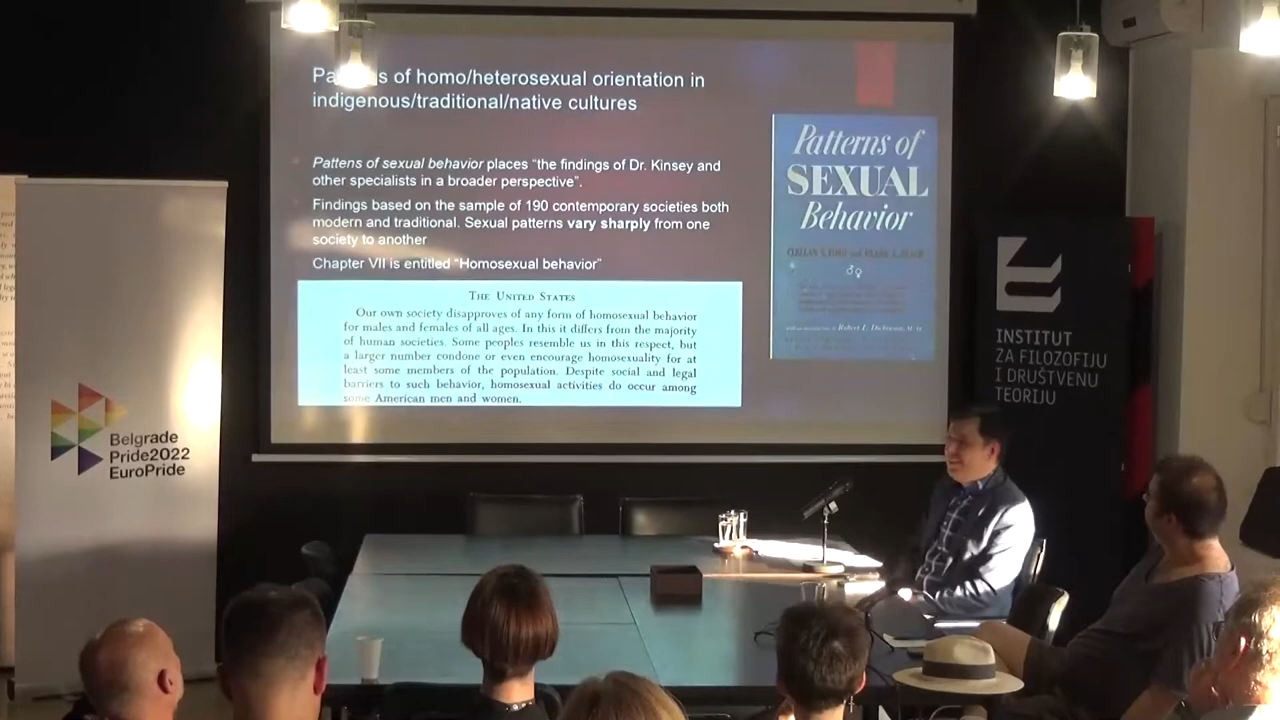 Pa s of homo/heterosexual orientation in
indigenous/traditional/native cultures
Pattens of sexual behavior places “the findings of Dr. Kinsey and
other specialists in a broader perspective”.
Findings based on the sample of 190 contemporary societies both
modern and traditional. Sexual patterns vary sharply from one
society to another
Chapter VII is entitled “Homosexual behavior”
THE UNITED STATES
Our own society disapproves of any form of homosexual behavior
for males and females of all ages. In this it differs from the majority
of human societies. Some peoples resemble us in this respect, but
a larger number condone or even encourage homosexuality for at
least some members of the population. Despite social and legal
barriers to such behavior, homosexual activities do occur among
some American men and women.
Patterns of
SEXUAL
Behavior
Robert L. Dickinson, M. D.
Belgrade
Pride2022
EuroPride
INSTITUT
ZA FILOZOFIJU
I DRUŠTVENU
TEORIJU